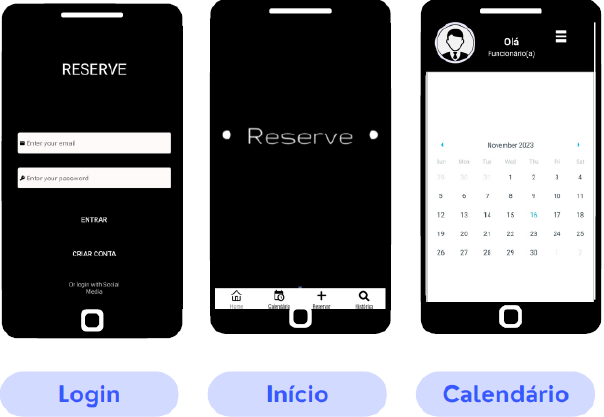 RESERVE
Enter your email
Enter your password
ENTRAR
CRIAR CONTA
Or login with Social
Media
Login
Reserve
Home Calendário Reservar Histórico
Início
Olá
Funcionário(a)
November 2023
Sun Mon Tue Wed Thu Fri Sat
29 30 31 1 2 3 4
5 6 7 8 9 10 11
12 13 14 15 16 17 18
19 20 21 22 23 24 25
26 27 28 29 30 1 2
Calendário